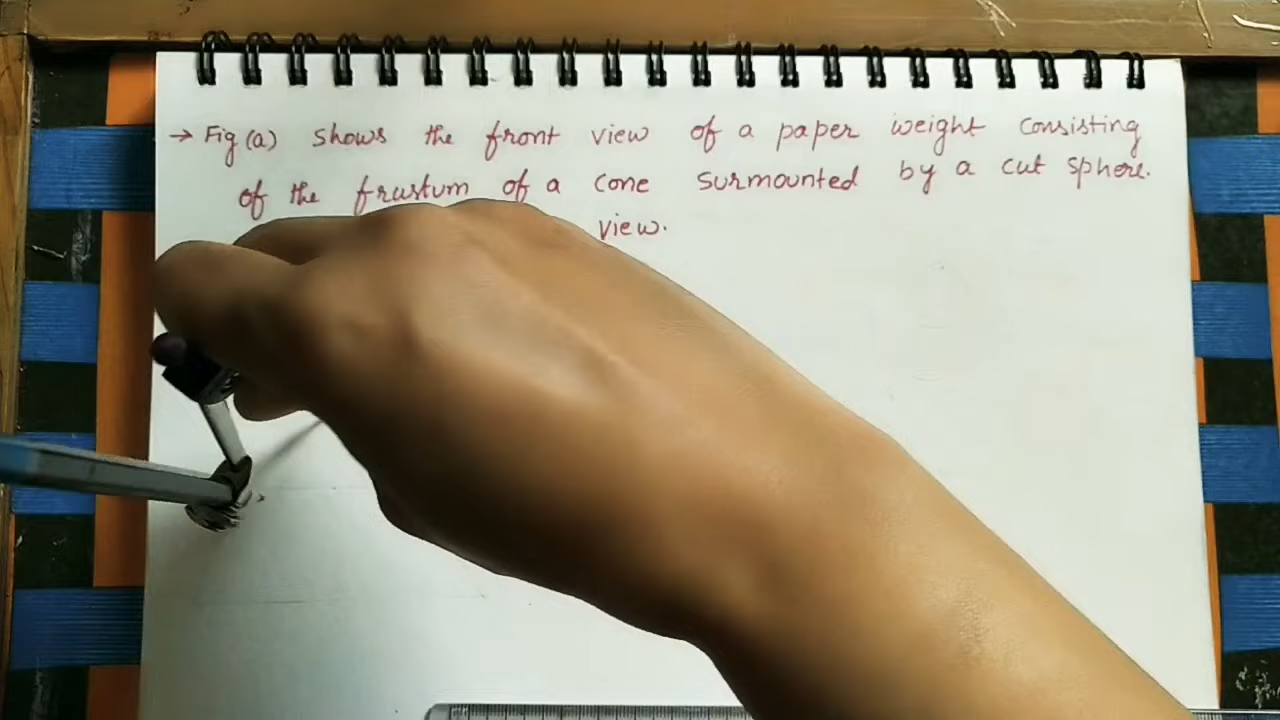 → Fig (a) shows the front view of a paper weight consisting
of the frustum of a cone surmounted by a cut sphere.
view.